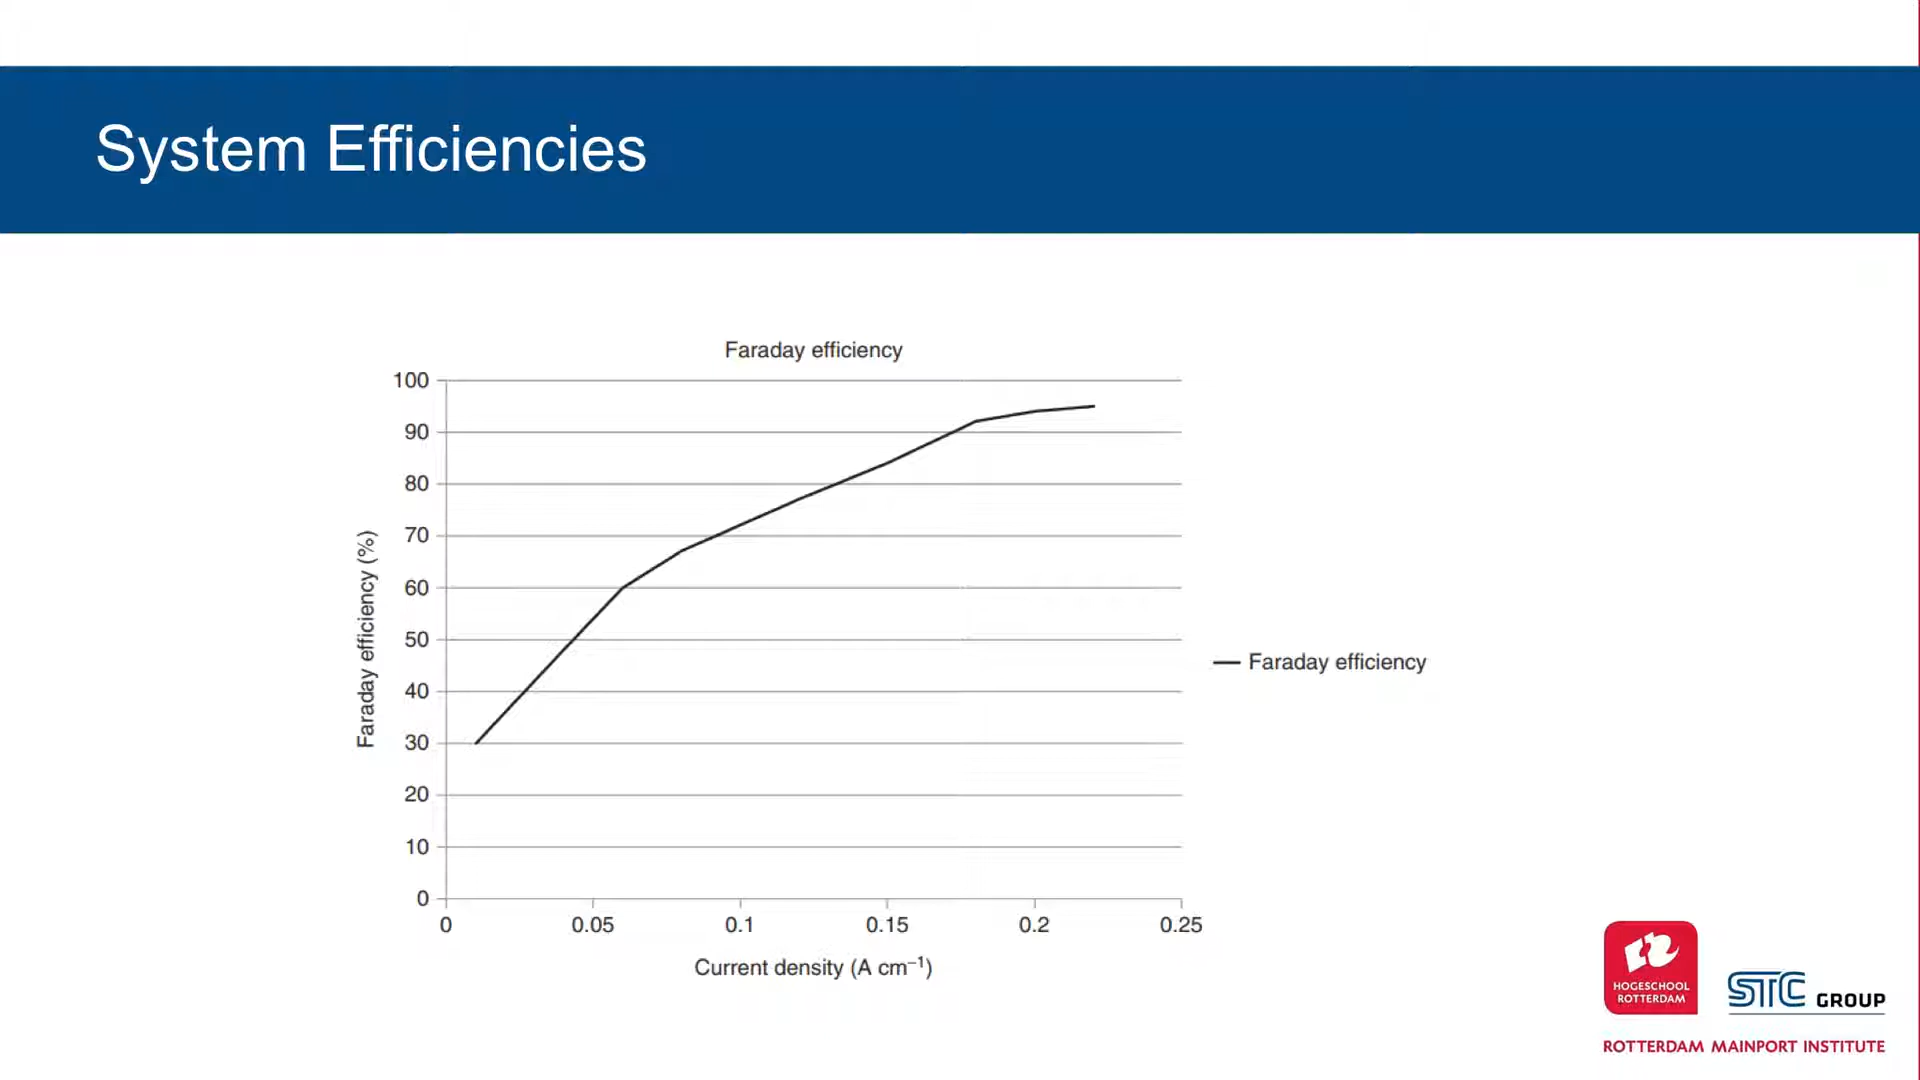 System Efficiencies
Faraday efficiency
100
90
80
70
60
50
40
30
20
10
0
Faraday efficiency (%)
0 0.05 0.1 0.15 0.2 0.25
Current density (A cm⁻¹)
Faraday efficiency
HOGESCHOOL
ROTTERDAM
STC GROUP
ROTTERDAM MAINPORT INSTITUTE